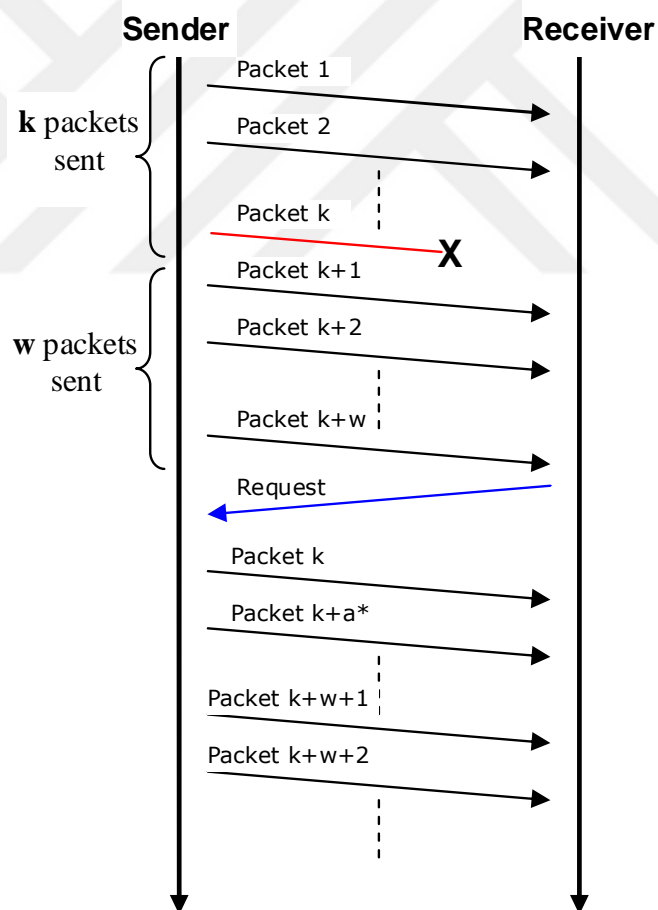 Sender Receiver
Packet 1
k packets
sent
Packet 2
Packet k
X
Packet k+1
w packets
sent
Packet k+2
Packet k+w
Request
Packet k
Packet k+a*
Packet k+w+1
Packet k+w+2